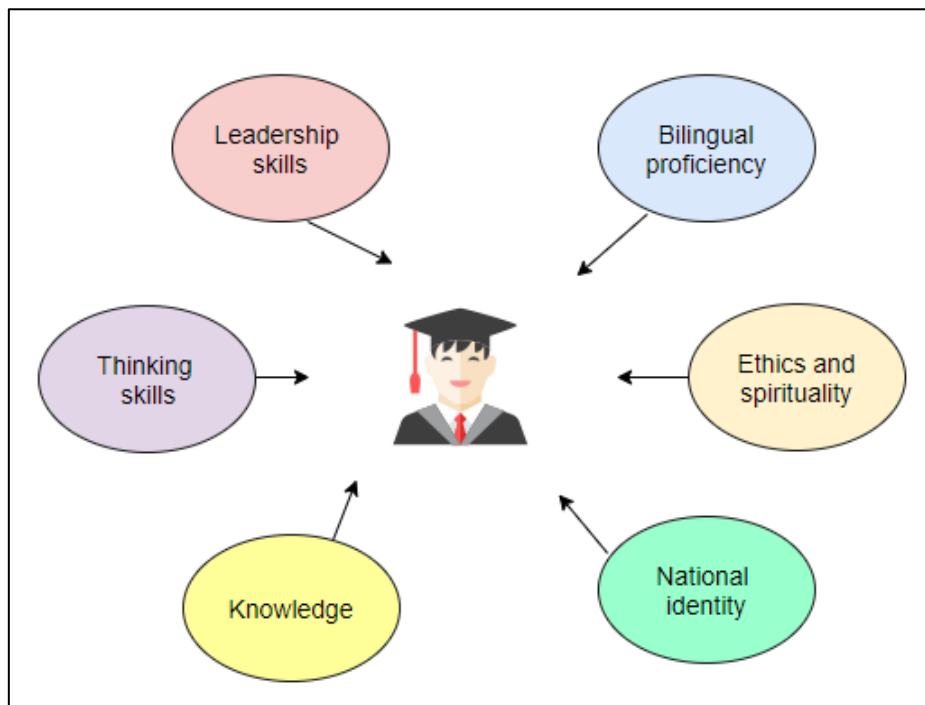 Leadership
skills
Bilingual
proficiency
Thinking
skills
Ethics and
spirituality
Knowledge
National
identity